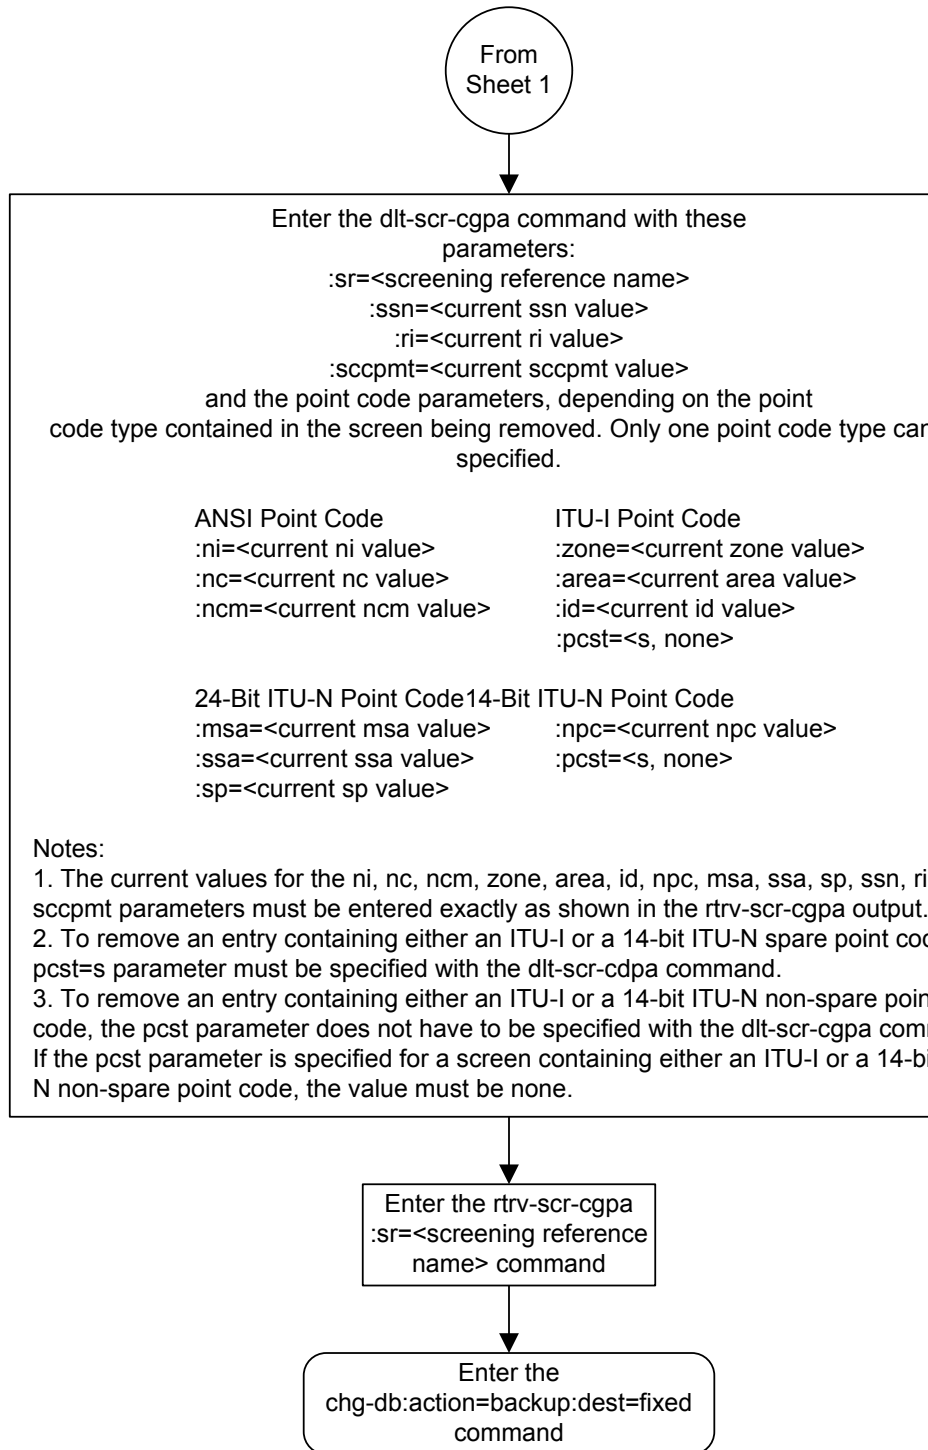 From
Sheet 1
Enter the dlt-scr-cgpa command with these
parameters:
:sr=<screening reference name>
:ssn=<current ssn value>
:ri=<current ri value>
:sccpmt=<current sccpmt value>
and the point code parameters, depending on the point
code type contained in the screen being removed. Only one point code type can
specified.
ANSI Point Code
:ni=<current ni value>
:nc=<current nc value>
:ncm=<current ncm value>
ITU-I Point Code
:zone=<current zone value>
:area=<current area value>
:id=<current id value>
:pcst=<s, none>
24-Bit ITU-N Point Code
:msa=<current msa value>
:ssa=<current ssa value>
:sp=<current sp value>
14-Bit ITU-N Point Code
:npc=<current npc value>
:pcst=<s, none>
Notes:
1. The current values for the ni, nc, ncm, zone, area, id, npc, msa, ssa, sp, ssn, ri
sccpmt parameters must be entered exactly as shown in the rtrv-scr-cgpa output.
2. To remove an entry containing either an ITU-I or a 14-bit ITU-N spare point
pcst=s parameter must be specified with the dlt-scr-cdpa command.
3. To remove an entry containing either an ITU-I or a 14-bit ITU-N non-spare
code, the pcst parameter does not have to be specified with the dlt-scr-cgpa
If the pcst parameter is specified for a screen containing either an ITU-I or a
N non-spare point code, the value must be none.
Enter the rtrv-scr-cgpa
:sr=<screening reference
name> command
Enter the
chg-db:action=backup:dest=fixed
command